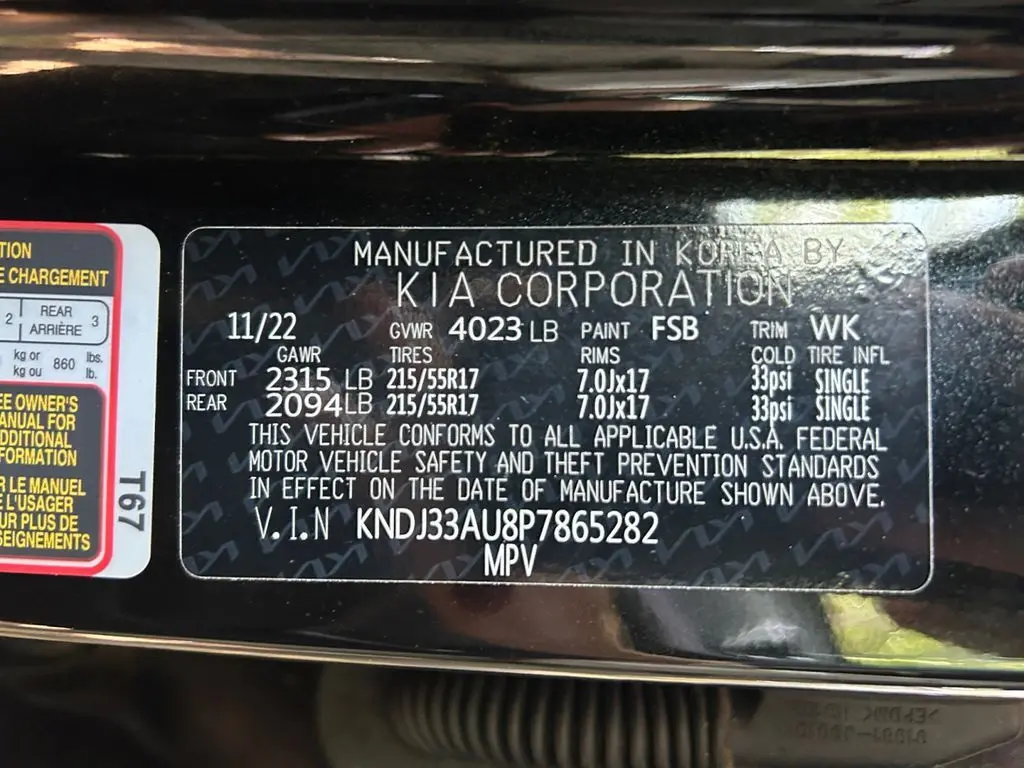 TION
E CHARGEMENT
2 REAR ARRIÈRE 3
kg or
kg ou 860 lbs.
lb.
EE OWNER'S
ANUAL FOR
DDITIONAL
FORMATION
R LE MANUEL
E L'USAGER
UR PLUS DE
SEIGNEMENTS
T67
MANUFACTURED IN KOREA BY
KIA CORPORATION
11/22 GVWR 4023 LB PAINT FSB TRIM WK
GAWR TIRES RIMS COLD TIRE INFL
FRONT 2315 LB 215/55R17 7.0Jx17 33psi SINGLE
REAR 2094 LB 215/55R17 7.0Jx17 33psi SINGLE
THIS VEHICLE CONFORMS TO ALL APPLICABLE U.S.A. FEDERAL
MOTOR VEHICLE SAFETY AND THEFT PREVENTION STANDARDS
IN EFFECT ON THE DATE OF MANUFACTURE SHOWN ABOVE.
V.I.N KNDJ33AU8P7865282
MPV